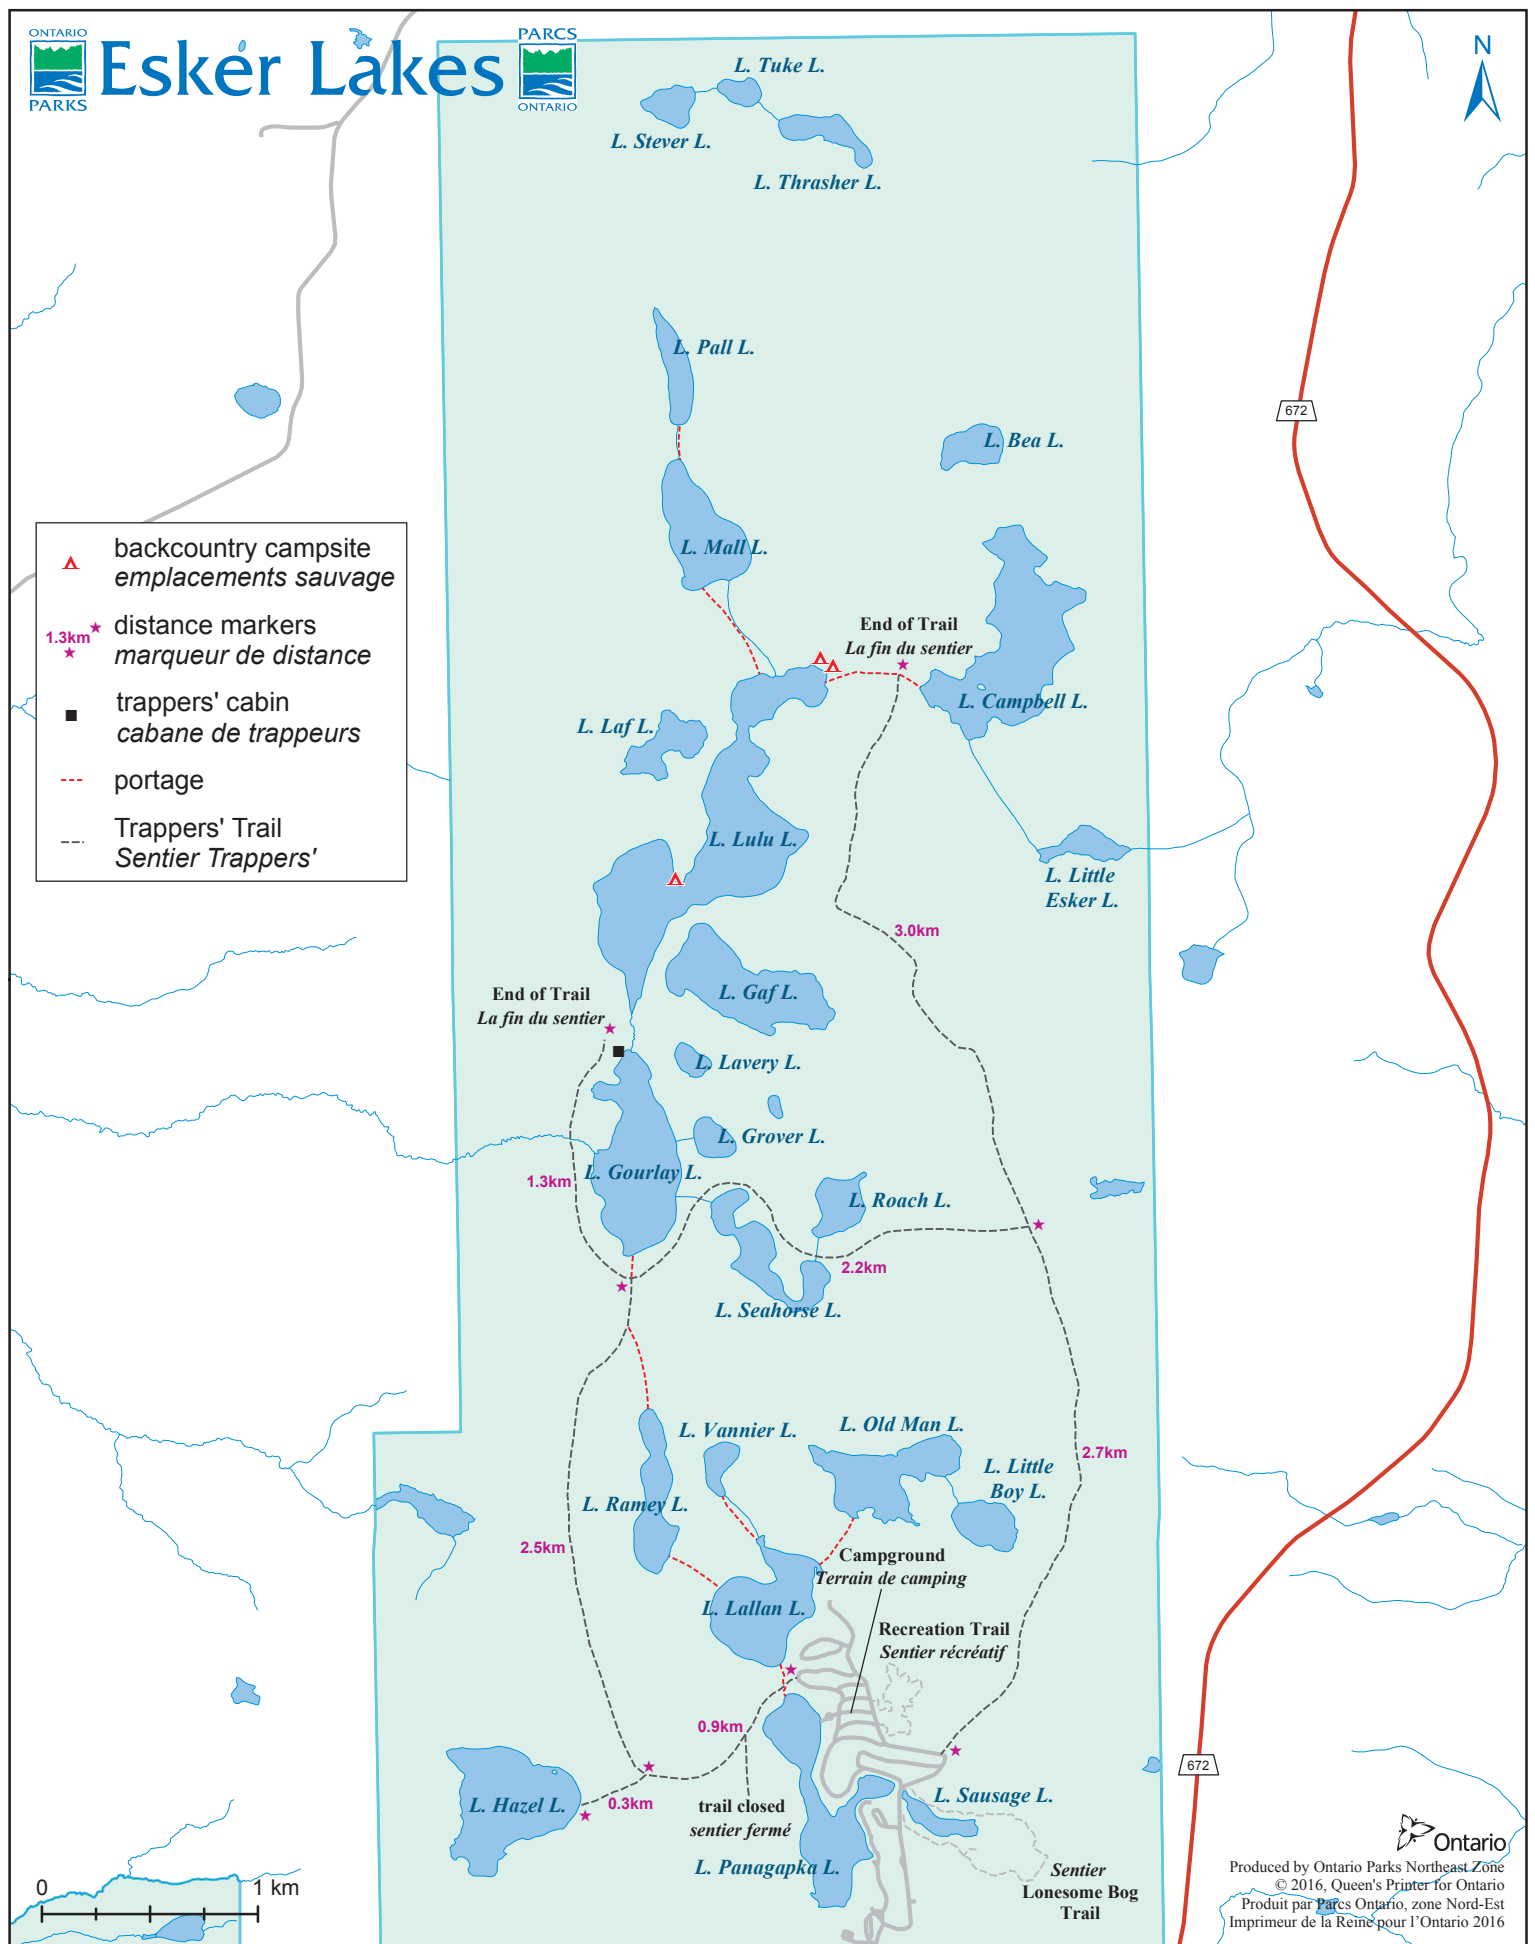 ONTARIO
PARKS
Esker Lakes
PARCS
ONTARIO
N
L. Tuke L.
L. Stever L.
L. Thrasher L.
L. Pall L.
672
L. Bea L.
backcountry campsite
emplacements sauvage
1.3km
distance markers
marqueur de distance
trappers' cabin
cabane de trappeurs
portage
Trappers' Trail
Sentier Trappers'
L. Mall L.
End of Trail
La fin du sentier
L. Campbell L.
L. Laf L.
L. Lulu L.
L. Little
Esker L.
3.0km
L. Gaf L.
End of Trail
La fin du sentier
L. Lavery L.
L. Grover L.
L. Gourlay L.
1.3km
L. Roach L.
2.2km
L. Seahorse L.
L. Vannier L.
L. Old Man L.
2.7km
L. Little
Boy L.
L. Ramey L.
2.5km
Campground
Terrain de camping
L. Lallan L.
Recreation Trail
Sentier récréatif
0.9km
672
L. Hazel L.
0.3km
trail closed
sentier fermé
L. Sausage L.
L. Panagapka L.
Sentier
Lonesome Bog
Trail
0
1 km
Ontario
Produced by Ontario Parks Northeast Zone
© 2016, Queen's Printer for Ontario
Produit par Parcs Ontario, zone Nord-Est
Imprimeur de la Reine pour l'Ontario 2016